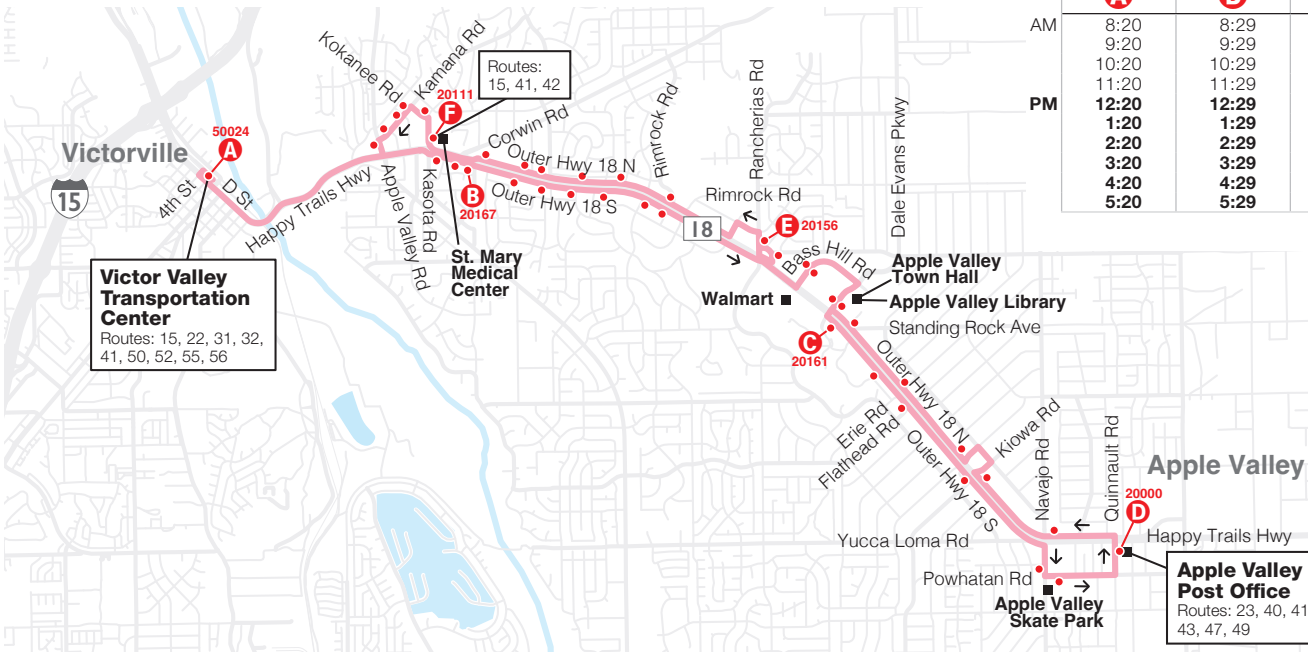 A
AM 8:20 8:29
9:20 9:29
10:20 10:29
11:20 11:29
PM 12:20 12:29
1:20 1:29
2:20 2:29
3:20 3:29
4:20 4:29
5:20 5:29
Kokanee Rd
Kamana Rd
Routes:
15, 41, 42
20111
F
50024
A
Victorville
15
4th St
D St
Happy Trails Hwy
Apple Valley Rd
Kasota Rd
B
20167
Corwin Rd
Outer Hwy 18 N
Outer Hwy 18 S
Rimrock Rd
Rancherias Rd
Rimrock Rd
Dale Evans Pkwy
18
E
20156
Bass Hill Rd
St. Mary
Medical
Center
Victor Valley
Transportation
Center
Routes: 15, 22, 31, 32,
41, 50, 52, 55, 56
Walmart
Apple Valley
Town Hall
Apple Valley Library
Standing Rock Ave
C
20161
Outer Hwy 18 N
Erie Rd
Flathead Rd
Outer Hwy 18 S
Kiowa Rd
Navajo Rd
Quinnault Rd
Apple Valley
20000
D
Yucca Loma Rd
Happy Trails Hwy
Powhatan Rd
Apple Valley
Skate Park
Apple Valley
Post Office
Routes: 23, 40, 41
43, 47, 49